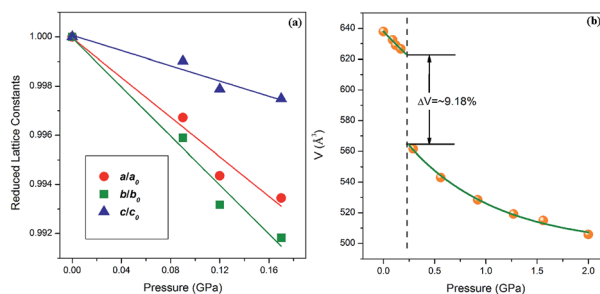 (a)
1.000
0.998
0.996
0.994
0.992
Reduced Lattice Constants
a/a0
b/b0
c/c0
0.00
0.04
0.08
0.12
0.16
Pressure (GPa)
(b)
640
620
600
580
560
540
520
500
V (Å³)
ΔV=~9.18%
0.0
0.5
1.0
1.5
2.0
Pressure (GPa)